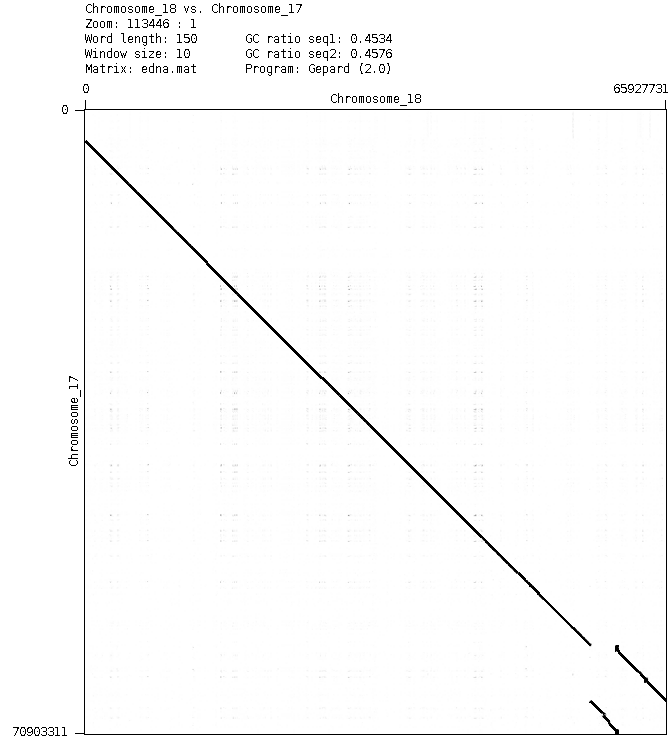 Chromosome_18 vs. Chromosome_17
Zoom: 113446 : 1
Word length: 150 GC ratio seq1: 0.4534
Window size: 10 GC ratio seq2: 0.4576
Matrix: edna.mat Program: Gepard (2.0)
0 65927731
Chromosome_18
0
Chromosome_17
70903311